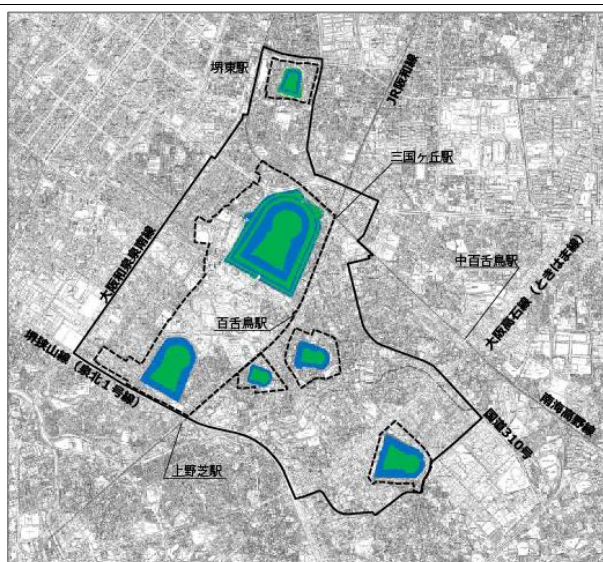 堺東駅
JR阪和線
三国ヶ丘駅
大阪和泉泉南線
中百舌鳥駅
大阪高石線（ときはま線）
百舌鳥駅
堺狭山線（泉北1号線）
南海高野線
国道310号
上野芝駅